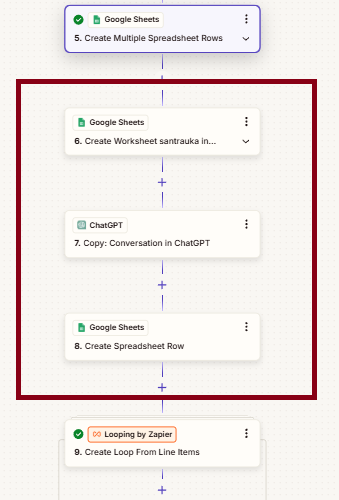 Google Sheets
5. Create Multiple Spreadsheet Rows
Google Sheets
6. Create Worksheet santrauka in...
ChatGPT
7. Copy: Conversation in ChatGPT
Google Sheets
8. Create Spreadsheet Row
Looping by Zapier
9. Create Loop From Line Items